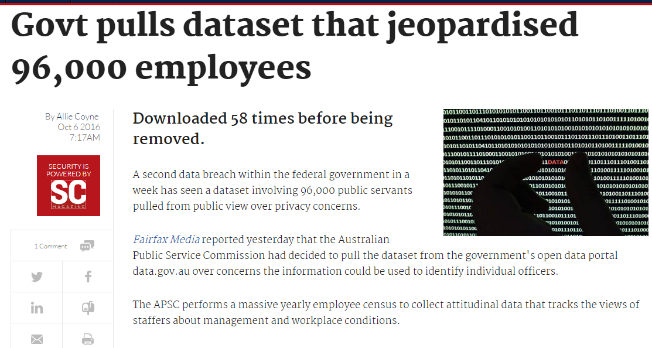 Govt pulls dataset that jeopardised
96,000 employees
By Allie Coyne
Oct 6 2016
7:17AM
SECURITY IS
POWERED BY
SC
MAGAZINE
1 Comment
Downloaded 58 times before being
removed.
A second data breach within the federal government in a
week has seen a dataset involving 96,000 public servants
pulled from public view over privacy concerns.
Fairfax Media reported yesterday that the Australian
Public Service Commission had decided to pull the dataset from the government's open data portal
data.gov.au over concerns the information could be used to identify individual officers.
The APSC performs a massive yearly employee census to collect attitudinal data that tracks the views of
staffers about management and workplace conditions.
DATA